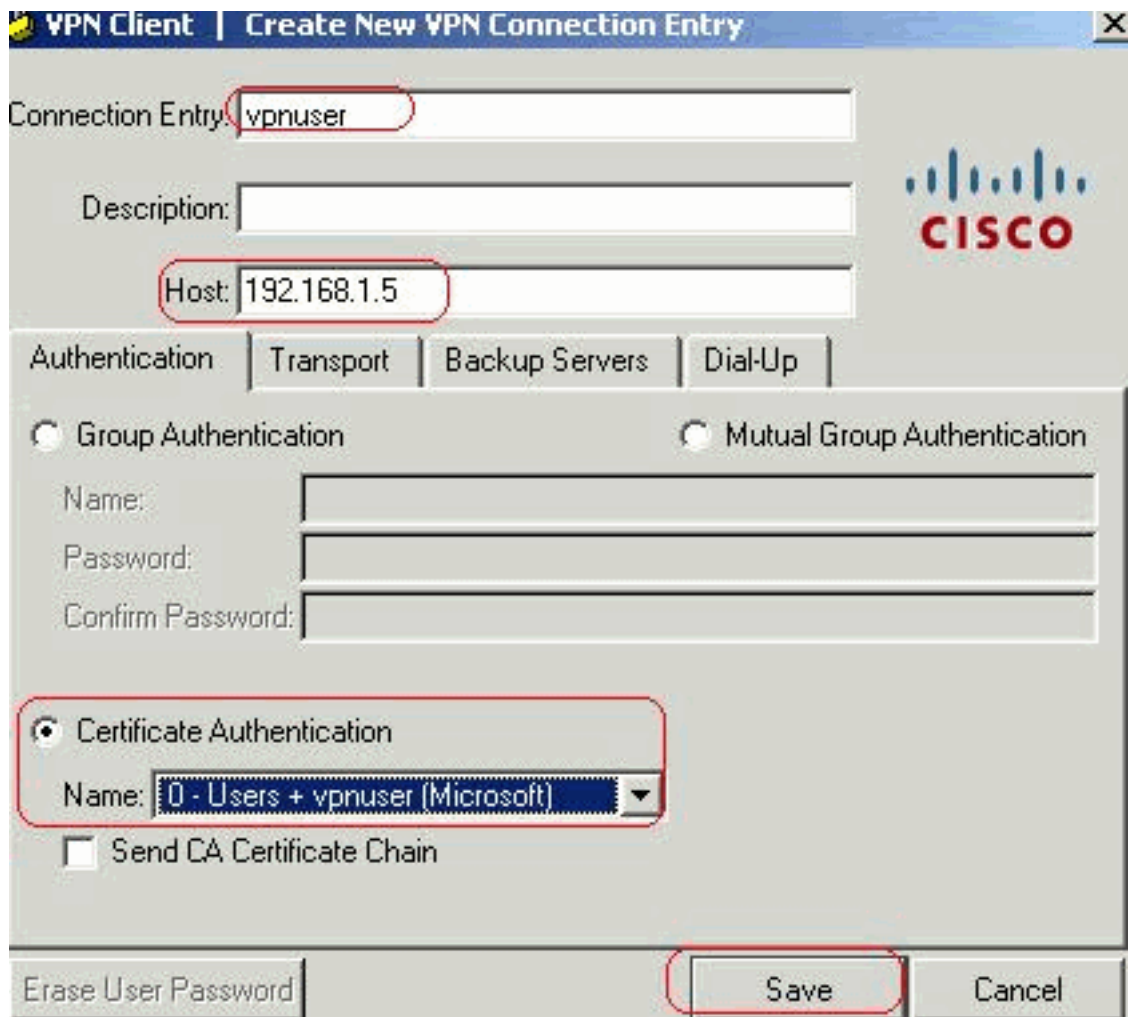 VPN Client | Create New VPN Connection Entry
Connection Entry: vpnuser
Description:
Host: 192.168.1.5
CISCO
Authentication Transport Backup Servers Dial-Up
Group Authentication Mutual Group Authentication
Name:
Password:
Confirm Password:
Certificate Authentication
Name: 0 - Users + vpnuser (Microsoft)
Send CA Certificate Chain
Erase User Password Save Cancel